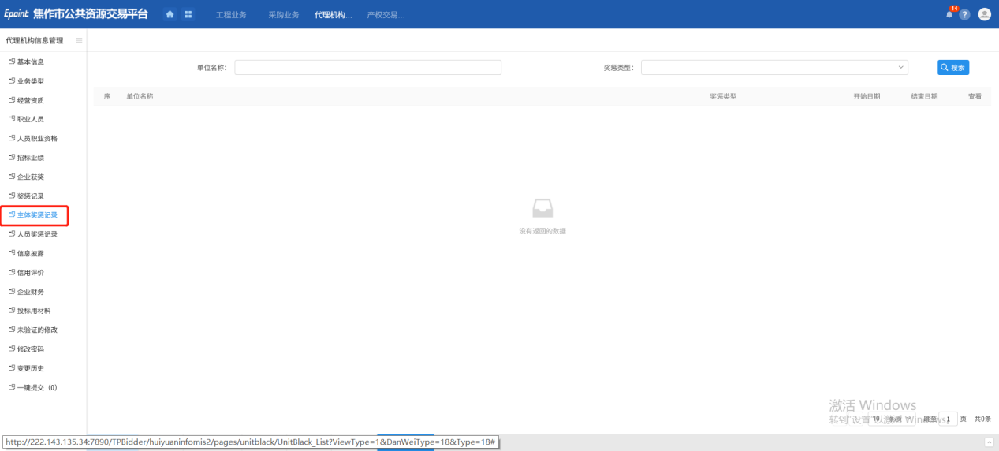 Epoint 焦作市公共资源交易平台 工程业务 采购业务 代理机构... 产权交易... 14 ?
代理机构信息管理
基本信息
业务类型
经营资质
职业人员
人员职业资格
招标业绩
企业获奖
奖惩记录
主体奖惩记录
人员奖惩记录
信息披露
信用评价
企业财务
投标用材料
未验证的修改
修改密码
变更历史
一键提交（0）
单位名称： 奖惩类型： 搜索
序 单位名称 奖惩类型 开始日期 结束日期 查看
没有返回的数据
激活 Windows
转到"设置"以激活 Windows。
10 条/页 跳至 1 页 共0条
http://222.143.135.34:7890/TPBidder/huiyuaninfomis2/pages/unitblack/UnitBlack_List?ViewType=1&DanWeiType=18&Type=18#